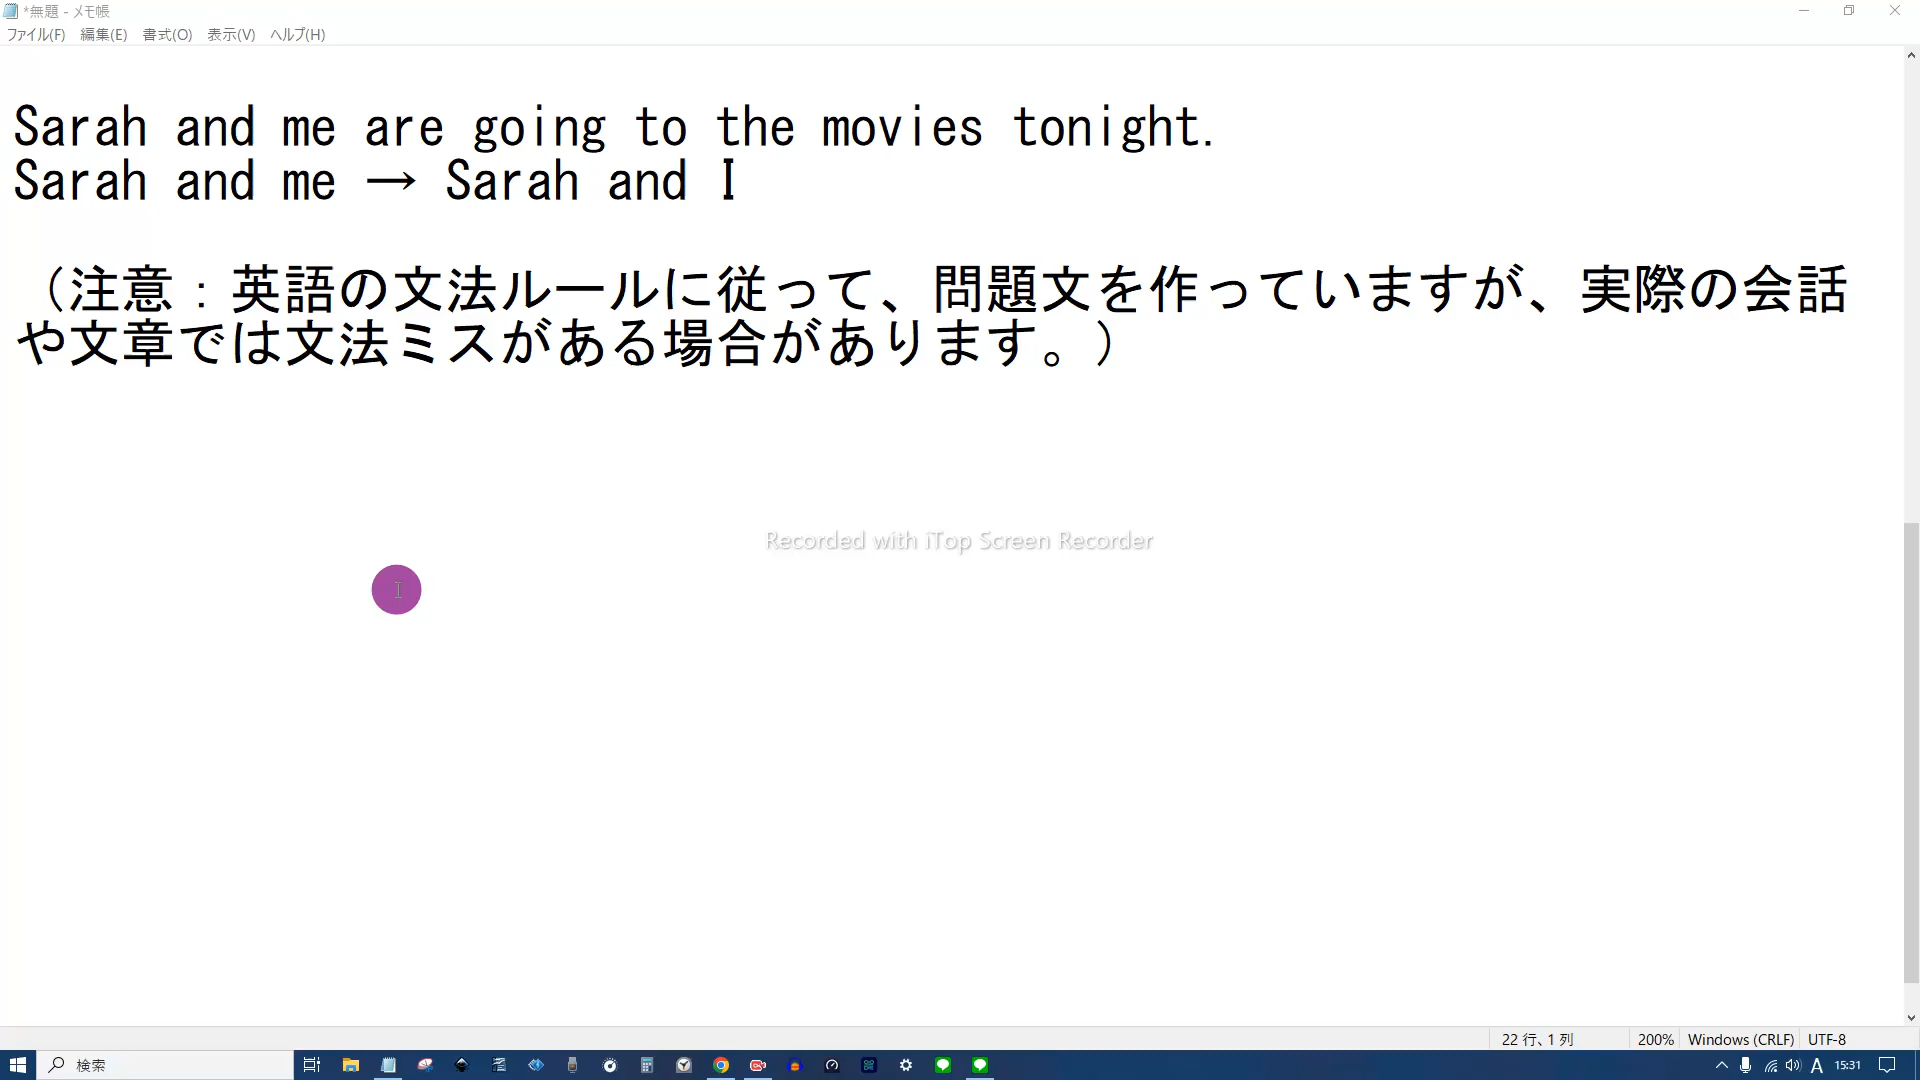 *無題 - メモ帳
ファイル(F) 編集(E) 書式(O) 表示(V) ヘルプ(H)
Sarah and me are going to the movies tonight.
Sarah and me → Sarah and I
（注意：英語の文法ルールに従って、問題文を作っていますが、実際の会話
や文章では文法ミスがある場合があります。）
Recorded with iTop Screen Recorder
22 行、1 列 200% Windows (CRLF) UTF-8
検索 A 15:31